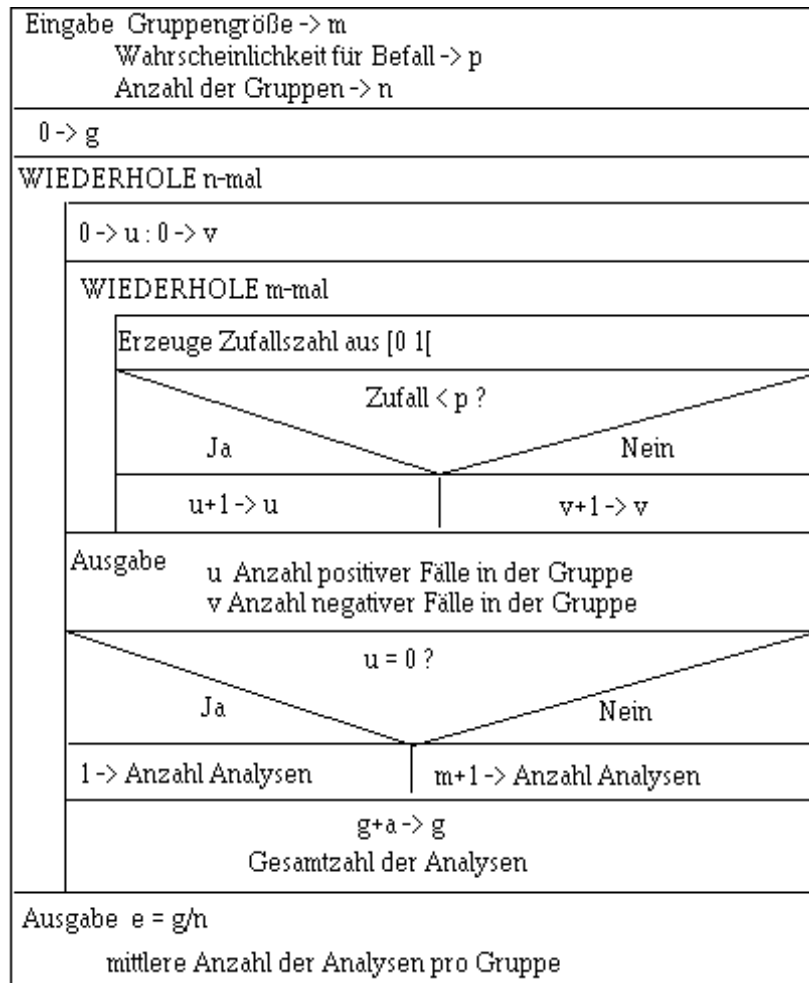 Eingabe Gruppengröße -> m
Wahrscheinlichkeit für Befall -> p
Anzahl der Gruppen -> n
0 -> g
WIEDERHOLE n-mal
0 -> u : 0 -> v
WIEDERHOLE m-mal
Erzeuge Zufallszahl aus [0 1[
Zufall < p ?
Ja Nein
u+1 -> u v+1 -> v
Ausgabe u Anzahl positiver Fälle in der Gruppe
v Anzahl negativer Fälle in der Gruppe
u = 0 ?
Ja Nein
1 -> Anzahl Analysen m+1 -> Anzahl Analysen
g+a -> g
Gesamtzahl der Analysen
Ausgabe e = g/n
mittlere Anzahl der Analysen pro Gruppe